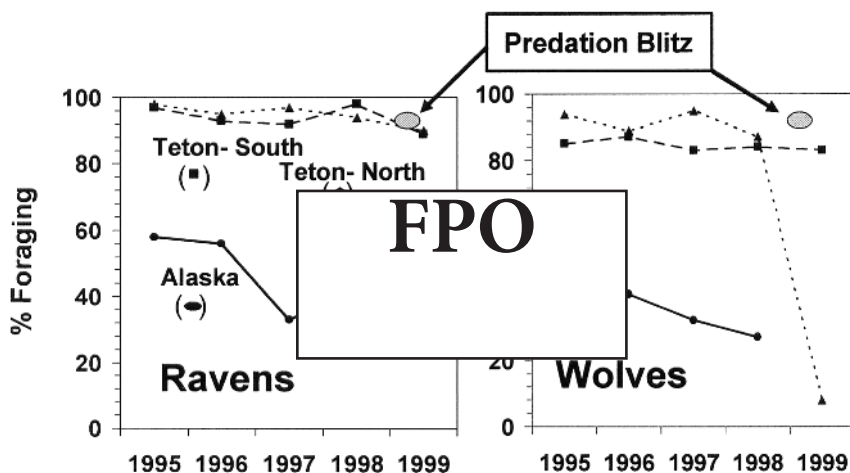 Predation Blitz
100
80
60
40
20
0
% Foraging
Teton- South
(■)
Teton-North
Alaska
(●)
Ravens
1995 1996 1997 1998 1999
FPO
100
80
20
0
Wolves
1995 1996 1997 1998 1999